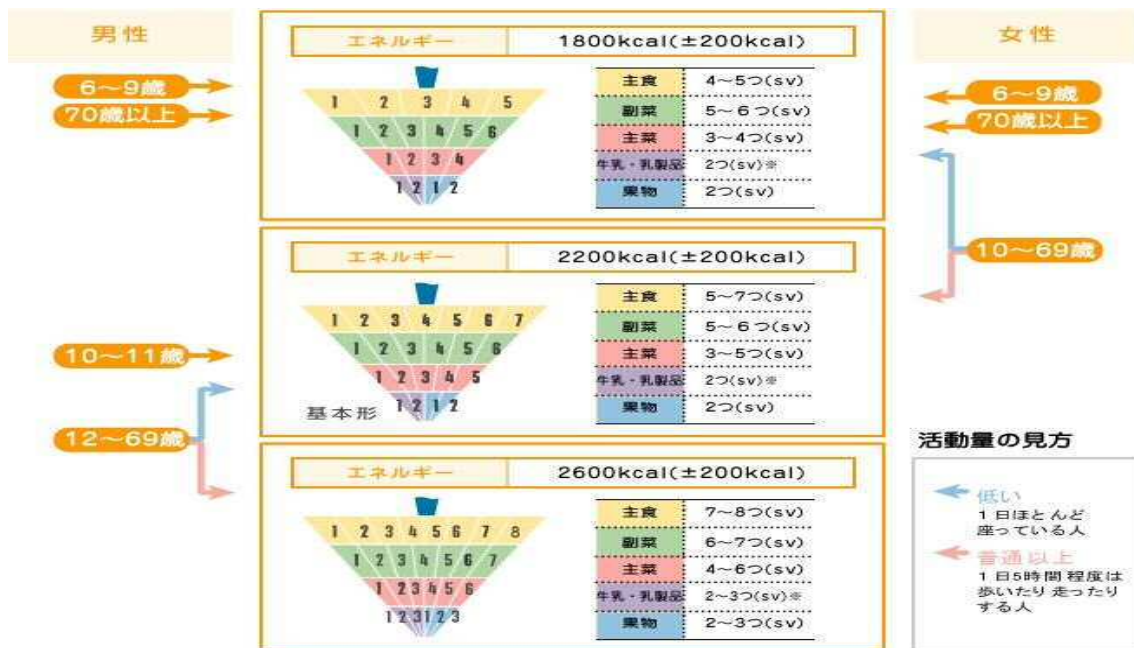 男性
6～9歳
70歳以上
10～11歳
12～69歳
エネルギー 1800kcal(±200kcal)
1 2 3 4 5
1 2 3 4 5 6
1 2 3 4
1 2 1 2
主食 4～5つ(sv)
副菜 5～6つ(sv)
主菜 3～4つ(sv)
牛乳・乳製品 2つ(sv)※
果物 2つ(sv)
エネルギー 2200kcal(±200kcal)
1 2 3 4 5 6 7
1 2 3 4 5 6
1 2 3 4 5
1 2 1 2
基本形
主食 5～7つ(sv)
副菜 5～6つ(sv)
主菜 3～5つ(sv)
牛乳・乳製品 2つ(sv)※
果物 2つ(sv)
エネルギー 2600kcal(±200kcal)
1 2 3 4 5 6 7 8
1 2 3 4 5 6 7
1 2 3 4 5 6
1 2 3 1 2 3
主食 7～8つ(sv)
副菜 6～7つ(sv)
主菜 4～6つ(sv)
牛乳・乳製品 2～3つ(sv)※
果物 2～3つ(sv)
女性
6～9歳
70歳以上
10～69歳
活動量の見方
低い
1日ほとんど
座っている人
普通以上
1日5時間程度は
歩いたり走ったり
する人